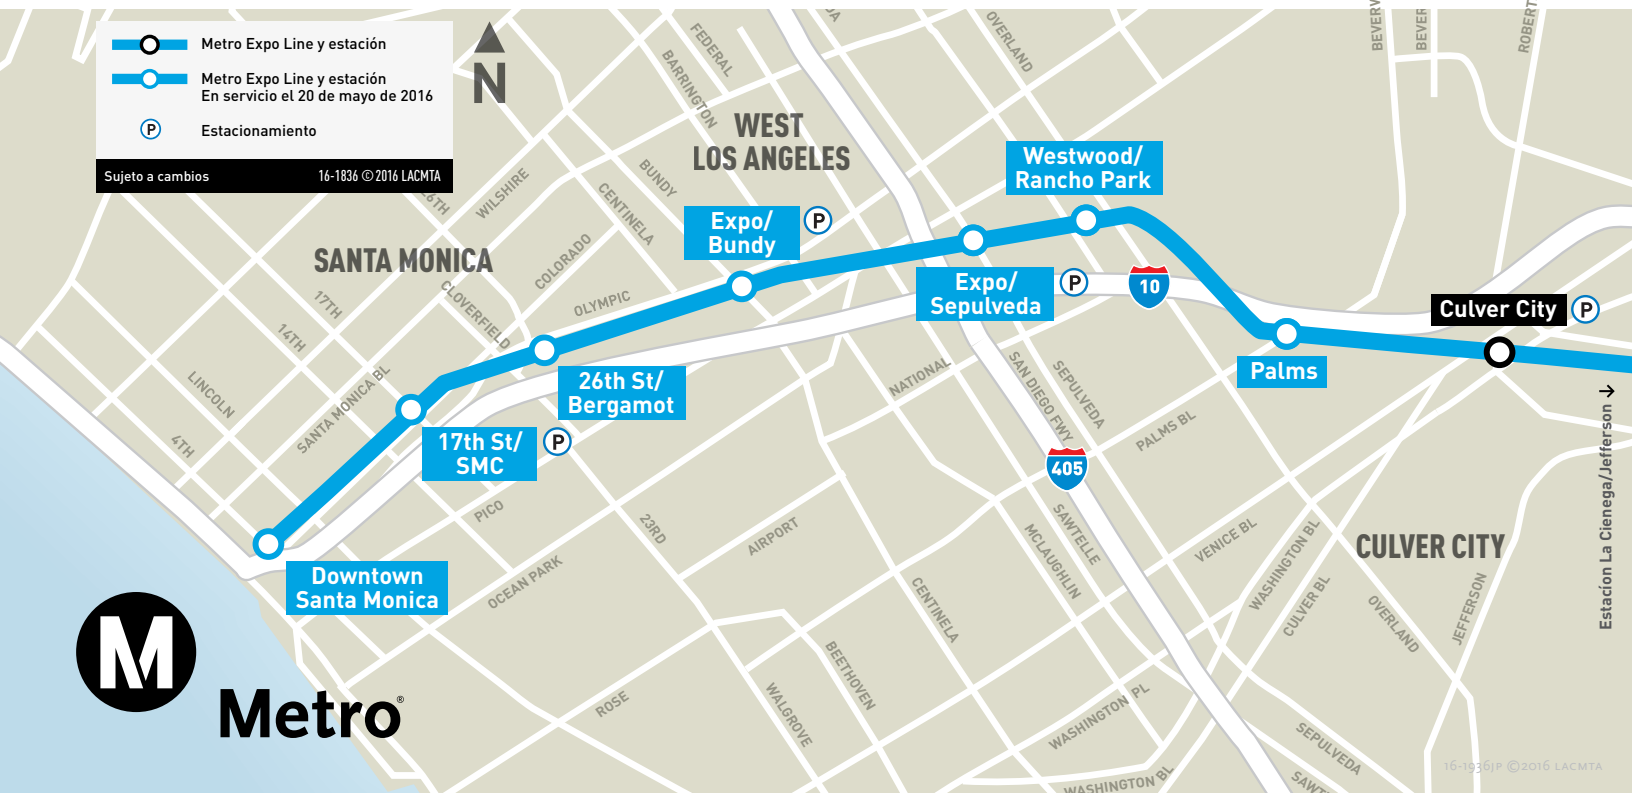 Metro Expo Line y estación
Metro Expo Line y estación
En servicio el 20 de mayo de 2016
P
Estacionamiento
Sujeto a cambios
16-1836 © 2016 LACMTA
N
FEDERAL
BARRINGTON
OVERLAND
ROBERT
WEST
LOS ANGELES
Westwood/
Rancho Park
BUNDY
CENTINELA
WILSHIRE
26TH
Expo/
Bundy
P
SANTA MONICA
COLORADO
OLYMPIC
CLOVERFIELD
17TH
14TH
LINCOLN
4TH
SANTA MONICA BL
Expo/
Sepulveda
P
10
Culver City
P
Palms
26th St/
Bergamot
17th St/
SMC
P
NATIONAL
SAN DIEGO FWY
SEPULVEDA
PALMS BL
405
Estacíon La Cienega/Jefferson →
PICO
23RD
AIRPORT
OCEAN PARK
SAWTELLE
MCLAUGHLIN
VENICE BL
WASHINGTON BL
CULVER BL
CULVER CITY
OVERLAND
JEFFERSON
Downtown
Santa Monica
CENTINELA
BEETHOVEN
WALGROVE
ROSE
WASHINGTON PL
WASHINGTON BL
SEPULVEDA
SAWT
M
Metro®
16-1936JP ©2016 LACMTA